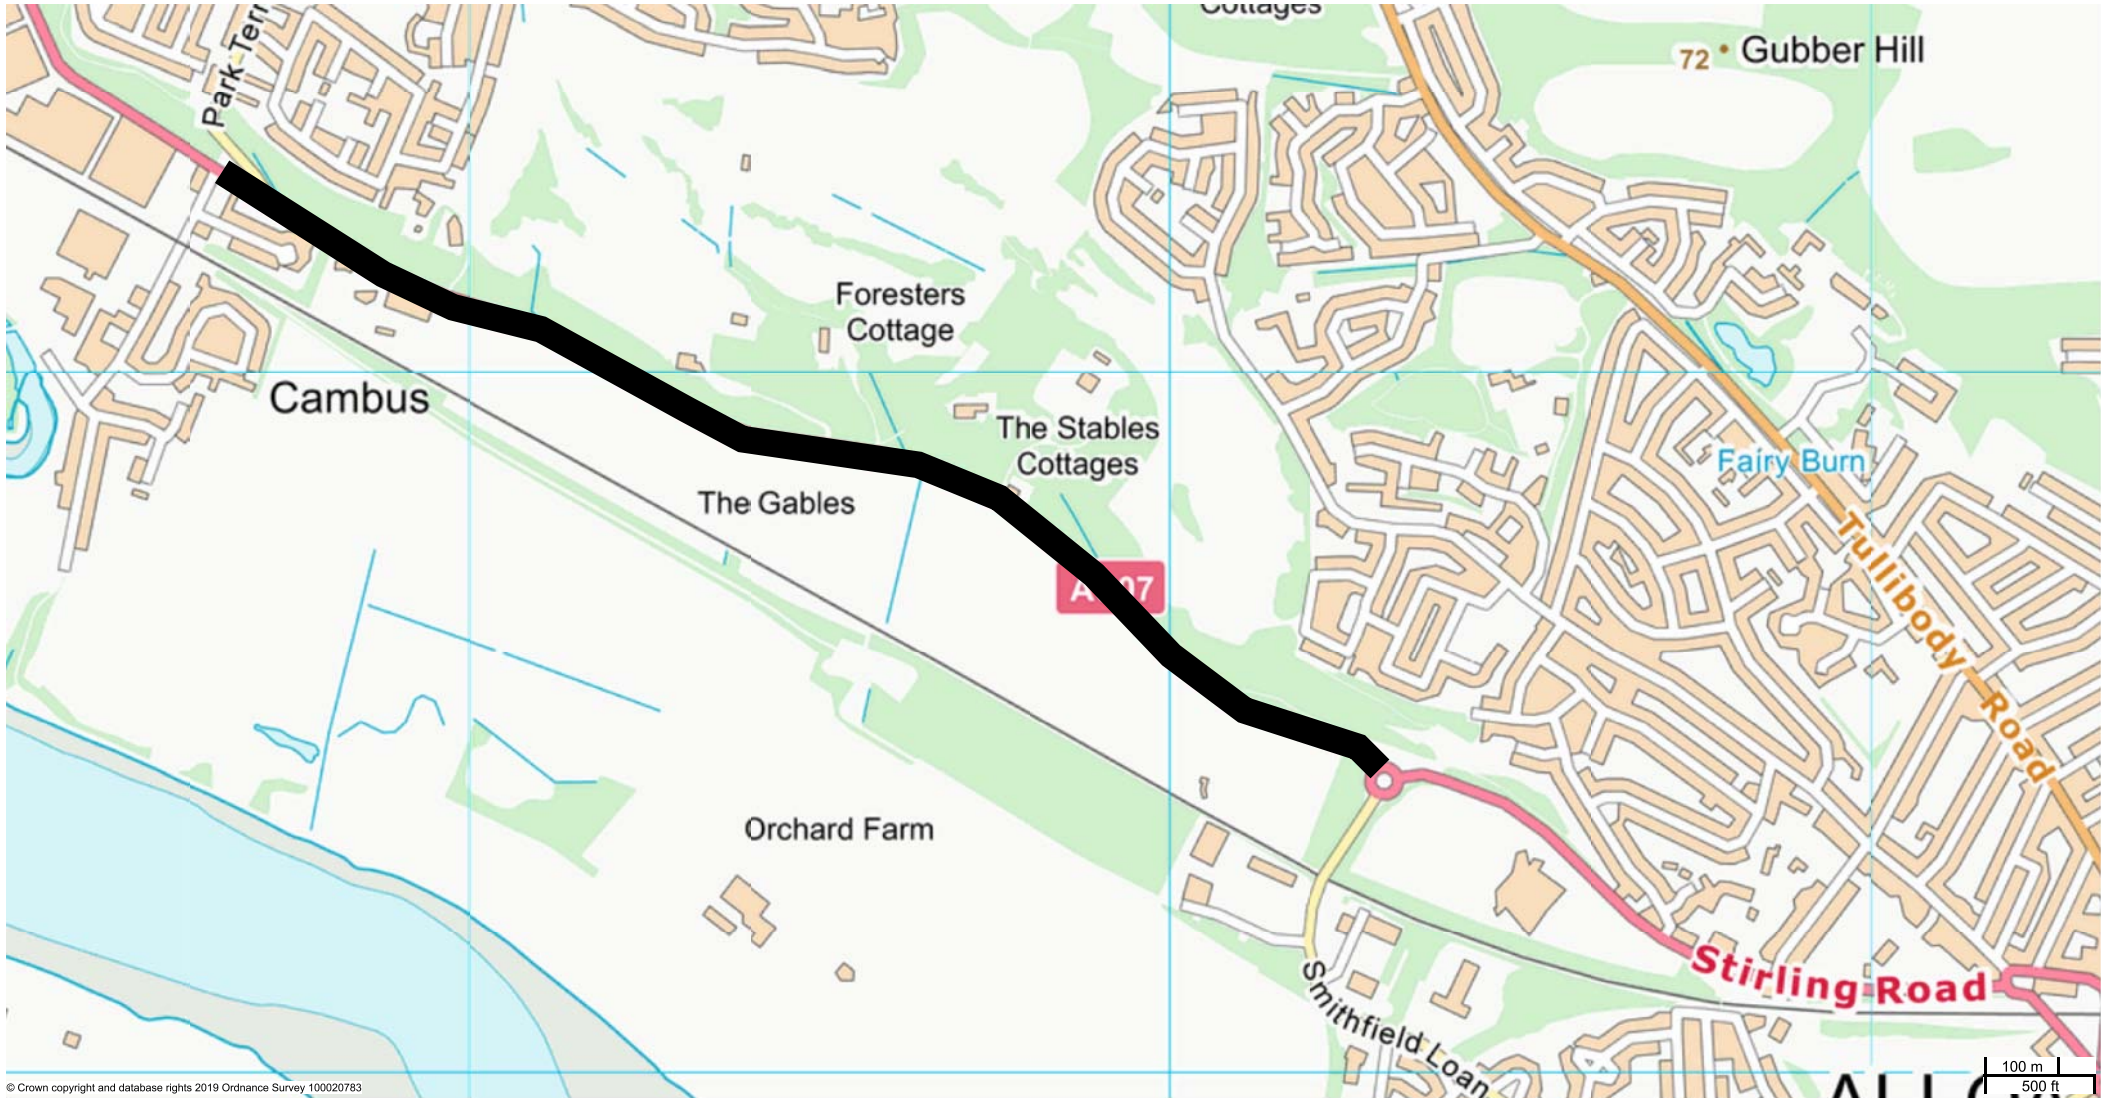 Cottages
72 Gubber Hill
Park Terr
Foresters
Cottage
Cambus
The Stables
Cottages
Fairy Burn
The Gables
Tullibody Road
Orchard Farm
Stirling Road
Smithfield Loan
100 m
500 ft
© Crown copyright and database rights 2019 Ordnance Survey 100020783